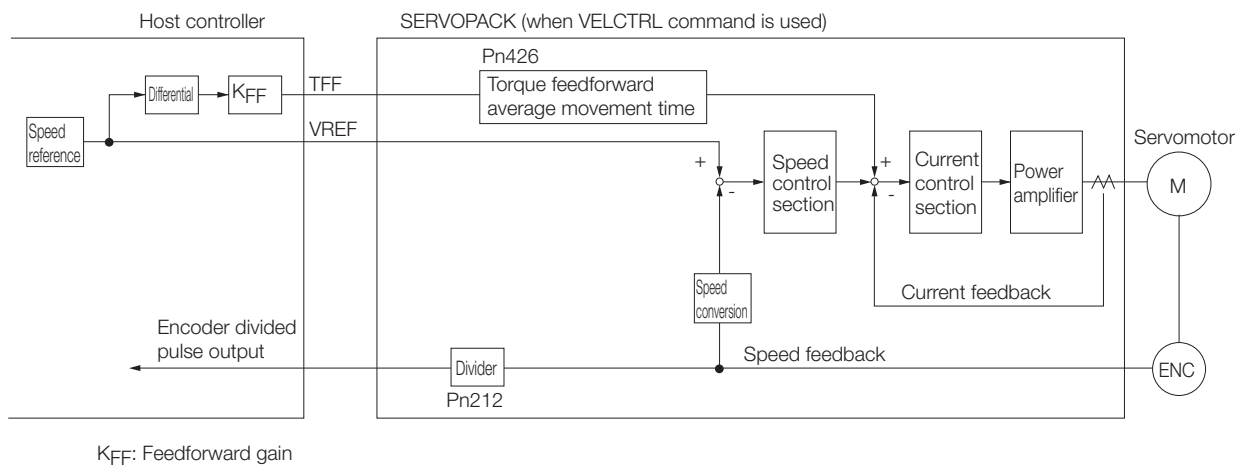 Host controller
SERVOPACK (when VELCTRL command is used)
Pn426
Differential
KFF
TFF
Torque feedforward
average movement time
Speed
reference
VREF
Servomotor
+
-
Speed
control
section
+
-
Current
control
section
Power
amplifier
M
Speed
conversion
Current feedback
Encoder divided
pulse output
Divider
Speed feedback
ENC
Pn212
KFF: Feedforward gain